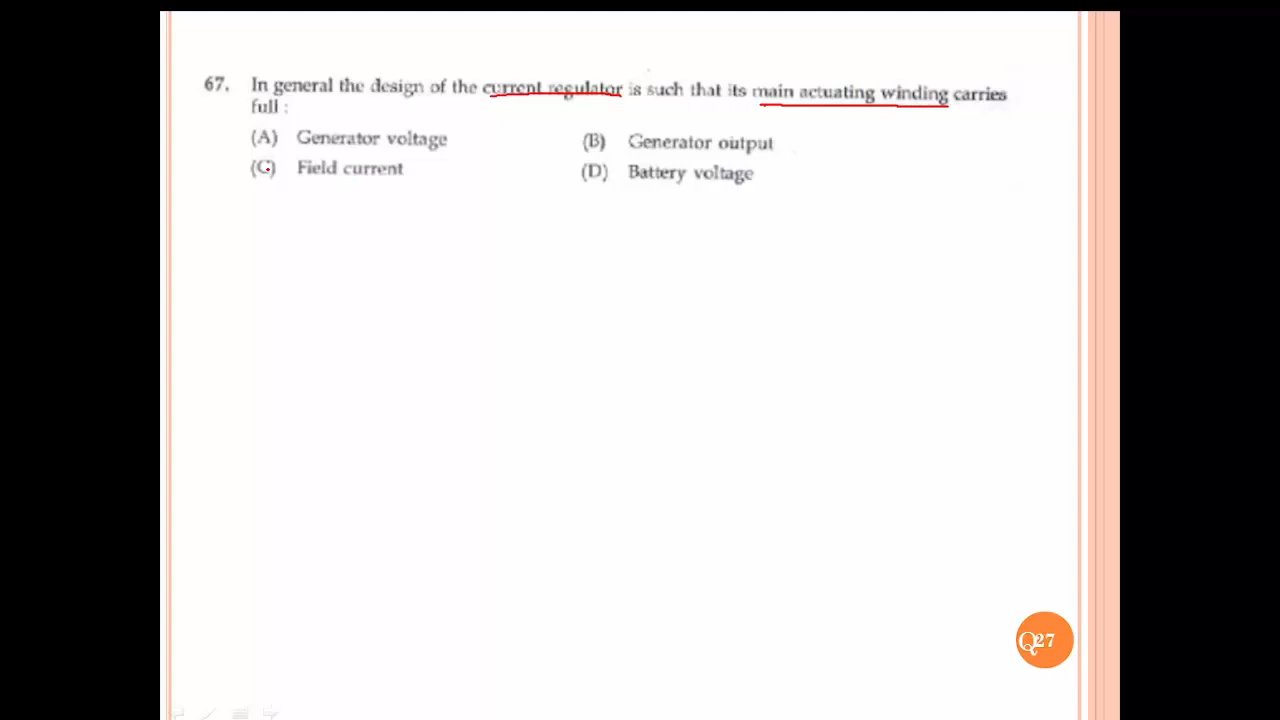 67. In general the design of the current regulator is such that its main actuating winding carries
full :
(A) Generator voltage (B) Generator output
(C) Field current (D) Battery voltage
Q27